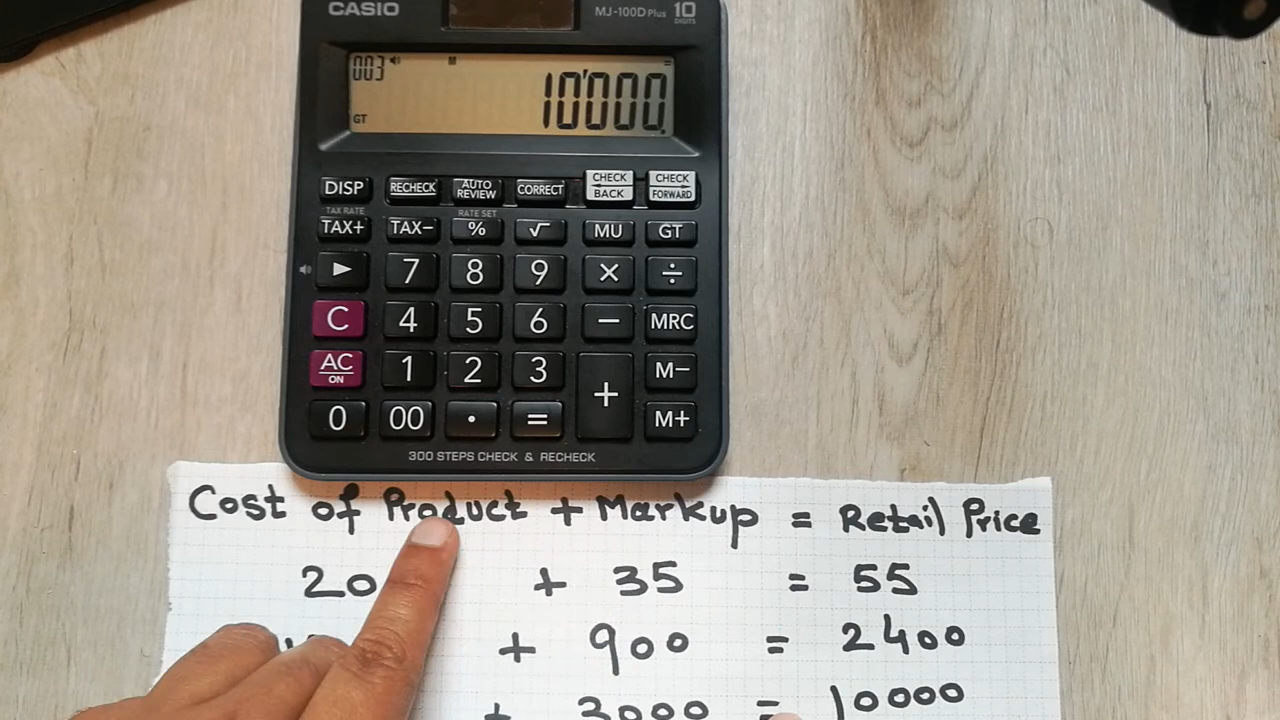 CASIO MJ-100D Plus 10 DIGITS
003 M =
10'000.
GT
DISP RECHECK AUTO REVIEW CORRECT CHECK BACK CHECK FORWARD
TAX RATE RATE SET
TAX+ TAX− % √ MU GT
7 8 9 × ÷
C 4 5 6 − MRC
AC ON 1 2 3 + M−
0 00 · = M+
300 STEPS CHECK & RECHECK
Cost of Product + Markup = Retail Price
20 + 35 = 55
+ 900 = 2400
+ 3000 = 10000